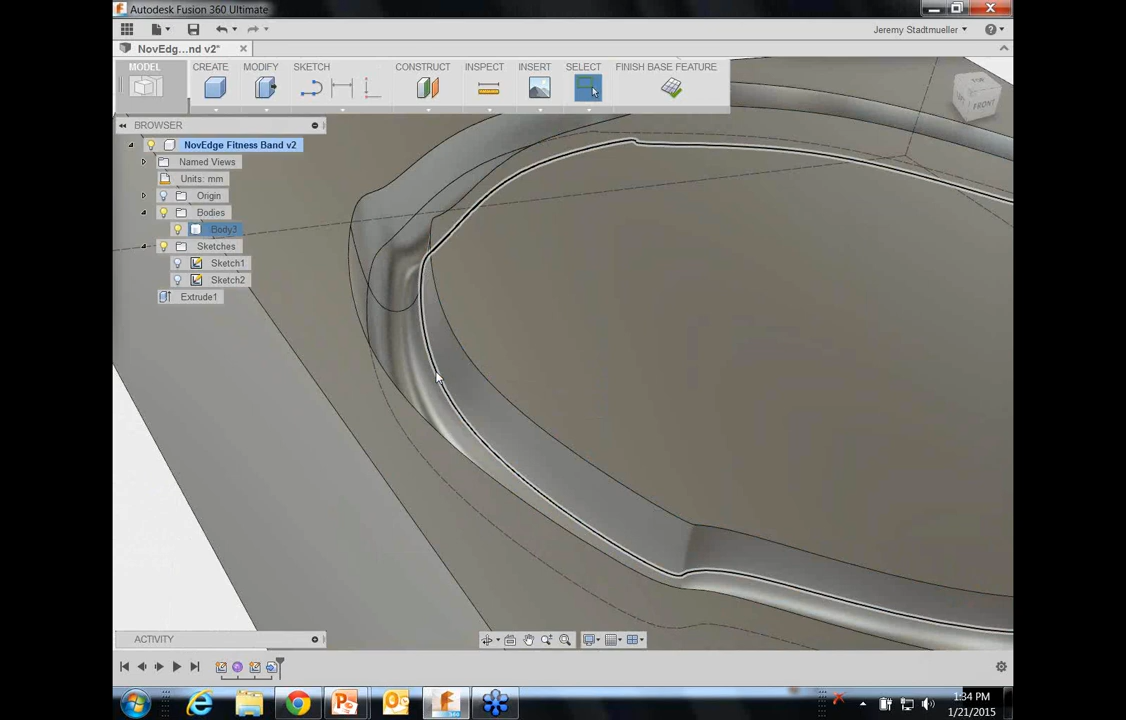 Autodesk Fusion 360 Ultimate
Jeremy Stadtmueller
NovEdg...nd v2*
MODEL CREATE MODIFY SKETCH CONSTRUCT INSPECT INSERT SELECT FINISH BASE FEATURE
FRONT
BROWSER
NovEdge Fitness Band v2
Named Views
Units: mm
Origin
Bodies
Body3
Sketches
Sketch1
Sketch2
Extrude1
ACTIVITY
1:34 PM
1/21/2015